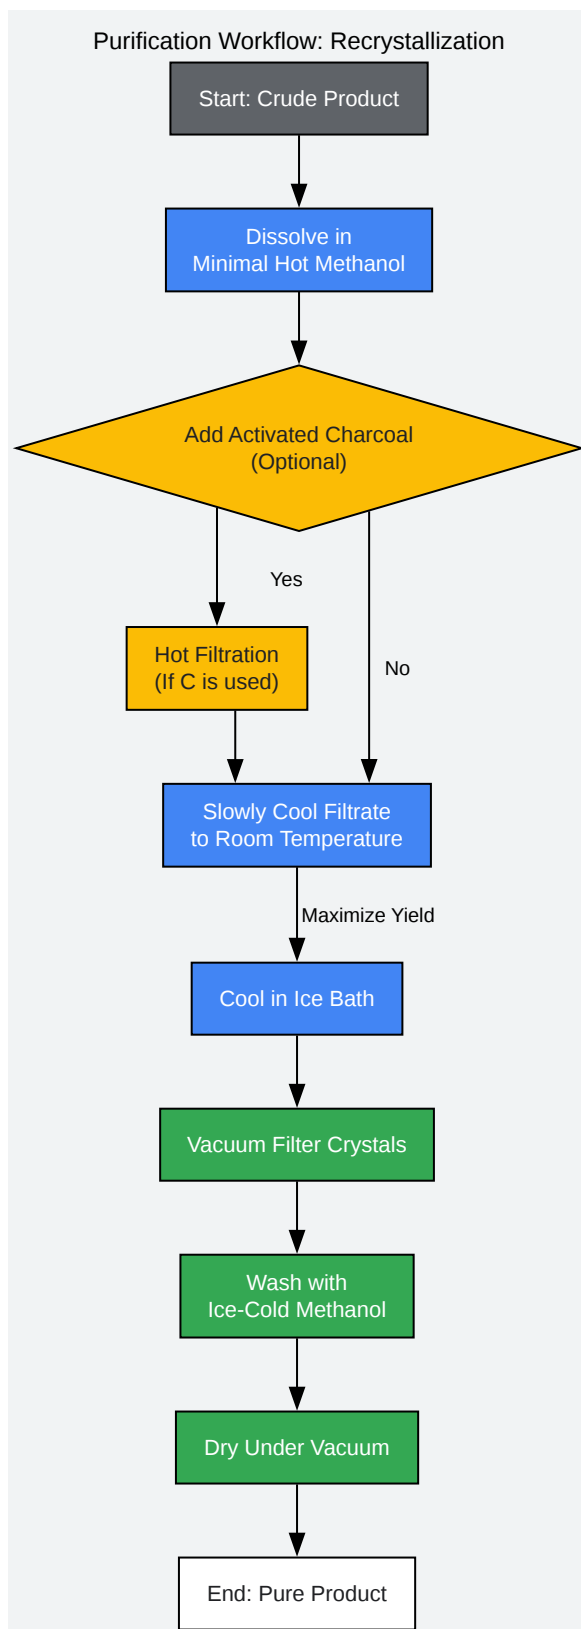 Purification Workflow: Recrystallization
Start: Crude Product
Dissolve in
Minimal Hot Methanol
Add Activated Charcoal
(Optional)
Yes
Hot Filtration
(If C is used)
No
Slowly Cool Filtrate
to Room Temperature
Maximize Yield
Cool in Ice Bath
Vacuum Filter Crystals
Wash with
Ice-Cold Methanol
Dry Under Vacuum
End: Pure Product